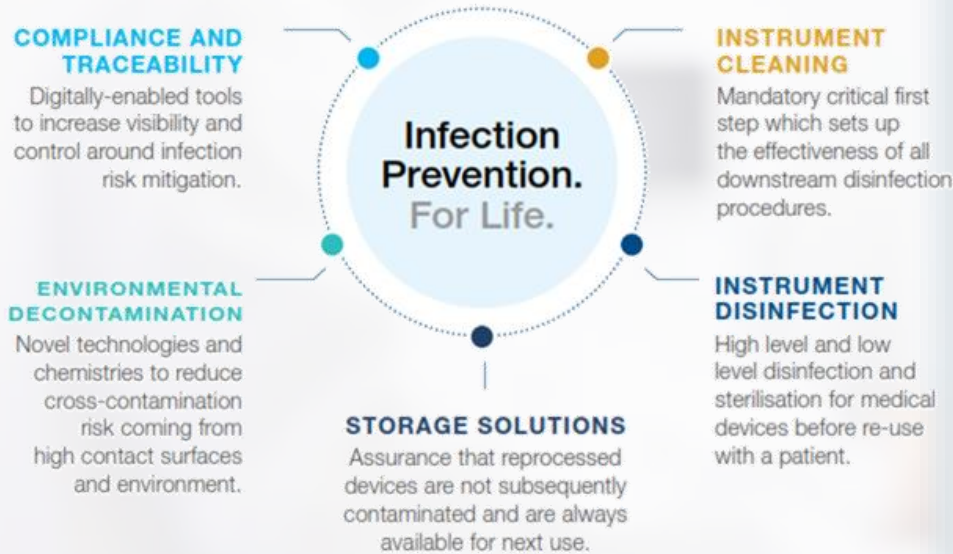 COMPLIANCE AND
TRACEABILITY
Digitally-enabled tools
to increase visibility and
control around infection
risk mitigation.
Infection
Prevention.
For Life.
INSTRUMENT
CLEANING
Mandatory critical first
step which sets up
the effectiveness of all
downstream disinfection
procedures.
ENVIRONMENTAL
DECONTAMINATION
Novel technologies and
chemistries to reduce
cross-contamination
risk coming from
high contact surfaces
and environment.
STORAGE SOLUTIONS
Assurance that reprocessed
devices are not subsequently
contaminated and are always
available for next use.
INSTRUMENT
DISINFECTION
High level and low
level disinfection and
sterilisation for medical
devices before re-use
with a patient.